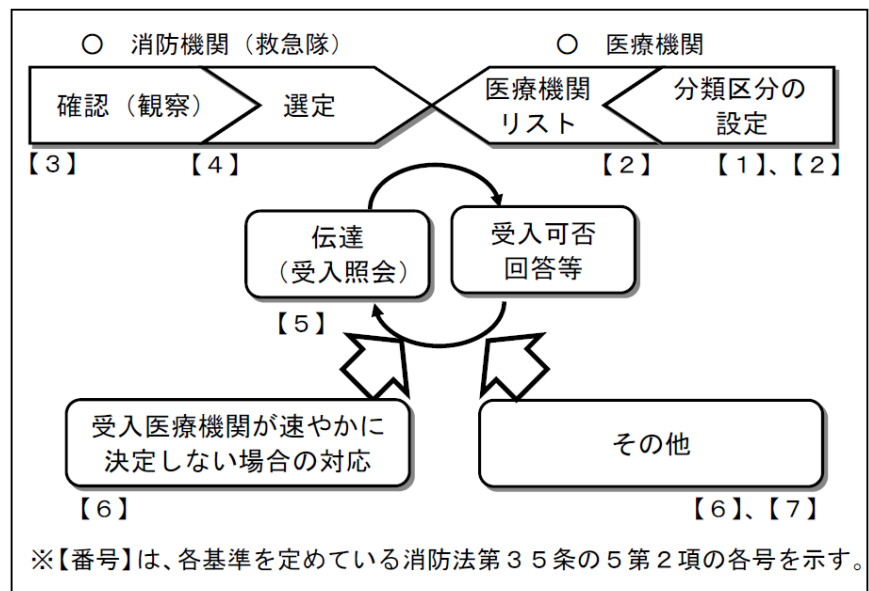 ○ 消防機関（救急隊）
○ 医療機関
確認（観察）
選定
医療機関
リスト
分類区分の
設定
【３】
【４】
【２】
【１】、【２】
伝達
（受入照会）
受入可否
回答等
【５】
受入医療機関が速やかに
決定しない場合の対応
その他
【６】
【６】、【７】
※【番号】は、各基準を定めている消防法第３５条の５第２項の各号を示す。